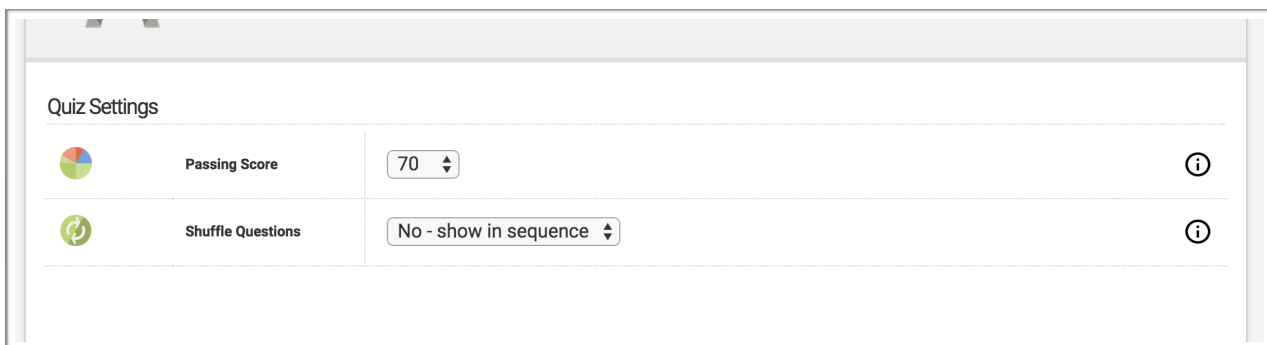 Quiz Settings
Passing Score 70
Shuffle Questions No - show in sequence